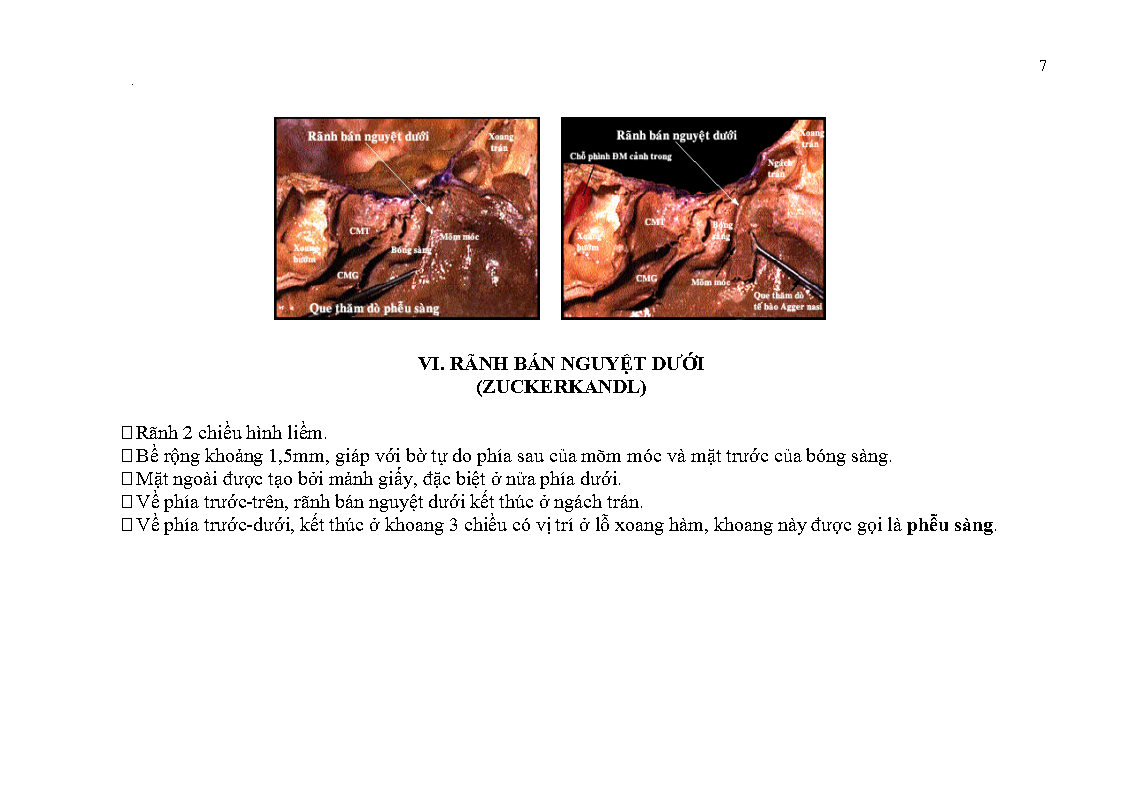 7
Rãnh bán nguyệt dưới
Xoang
trán
CMT
Mõm móc
Bóng sàng
Xoang
bướm
CMG
Que thăm dò phễu sàng
Rãnh bán nguyệt dưới
Xoang
trán
Chỗ phình ĐM cảnh trong
Ngách
trán
CMT
Bóng
sàng
Xoang
bướm
CMG
Mõm móc
Que thăm dò
tế bào Agger nasi
VI. RÃNH BÁN NGUYỆT DƯỚI
(ZUCKERKANDL)
Rãnh 2 chiều hình liềm.
Bề rộng khoảng 1,5mm, giáp với bờ tự do phía sau của mõm móc và mặt trước của bóng sàng.
Mặt ngoài được tạo bởi mảnh giấy, đặc biệt ở nửa phía dưới.
Về phía trước-trên, rãnh bán nguyệt dưới kết thúc ở ngách trán.
Về phía trước-dưới, kết thúc ở khoang 3 chiều có vị trí ở lỗ xoang hàm, khoang này được gọi là phễu sàng.